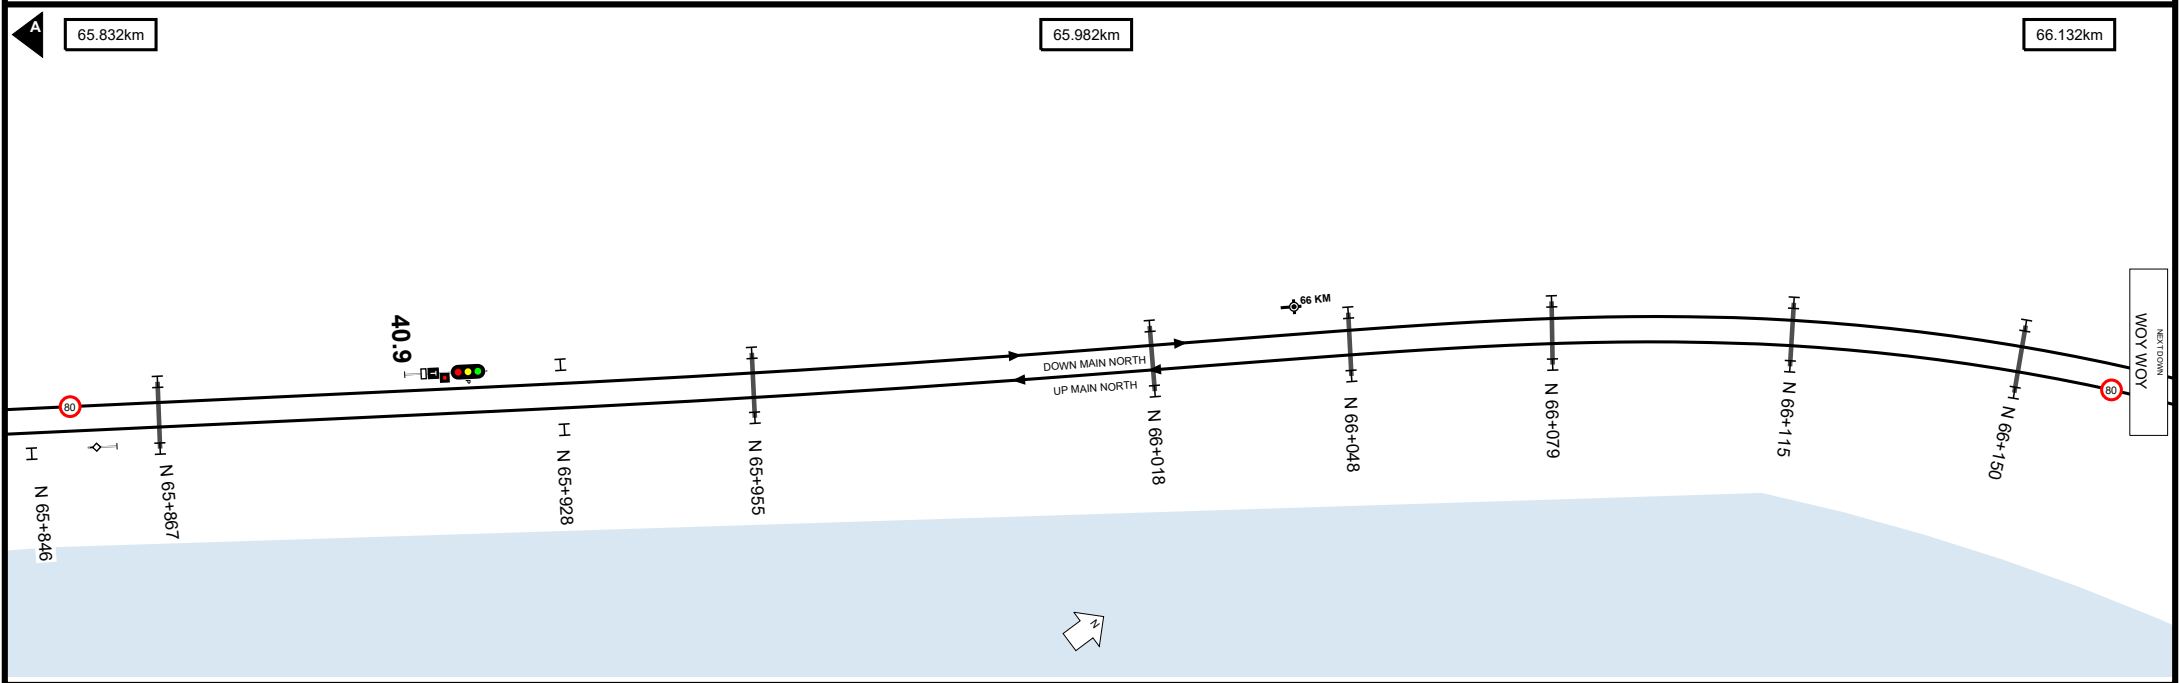 A
65.832km
65.982km
66.132km
66 KM
40.9
DOWN MAIN NORTH
UP MAIN NORTH
80
80
NEXT DOWN
WOY WOY
N 65+846
N 65+867
N 65+928
N 65+955
N 66+018
N 66+048
N 66+079
N 66+115
N 66+150
N